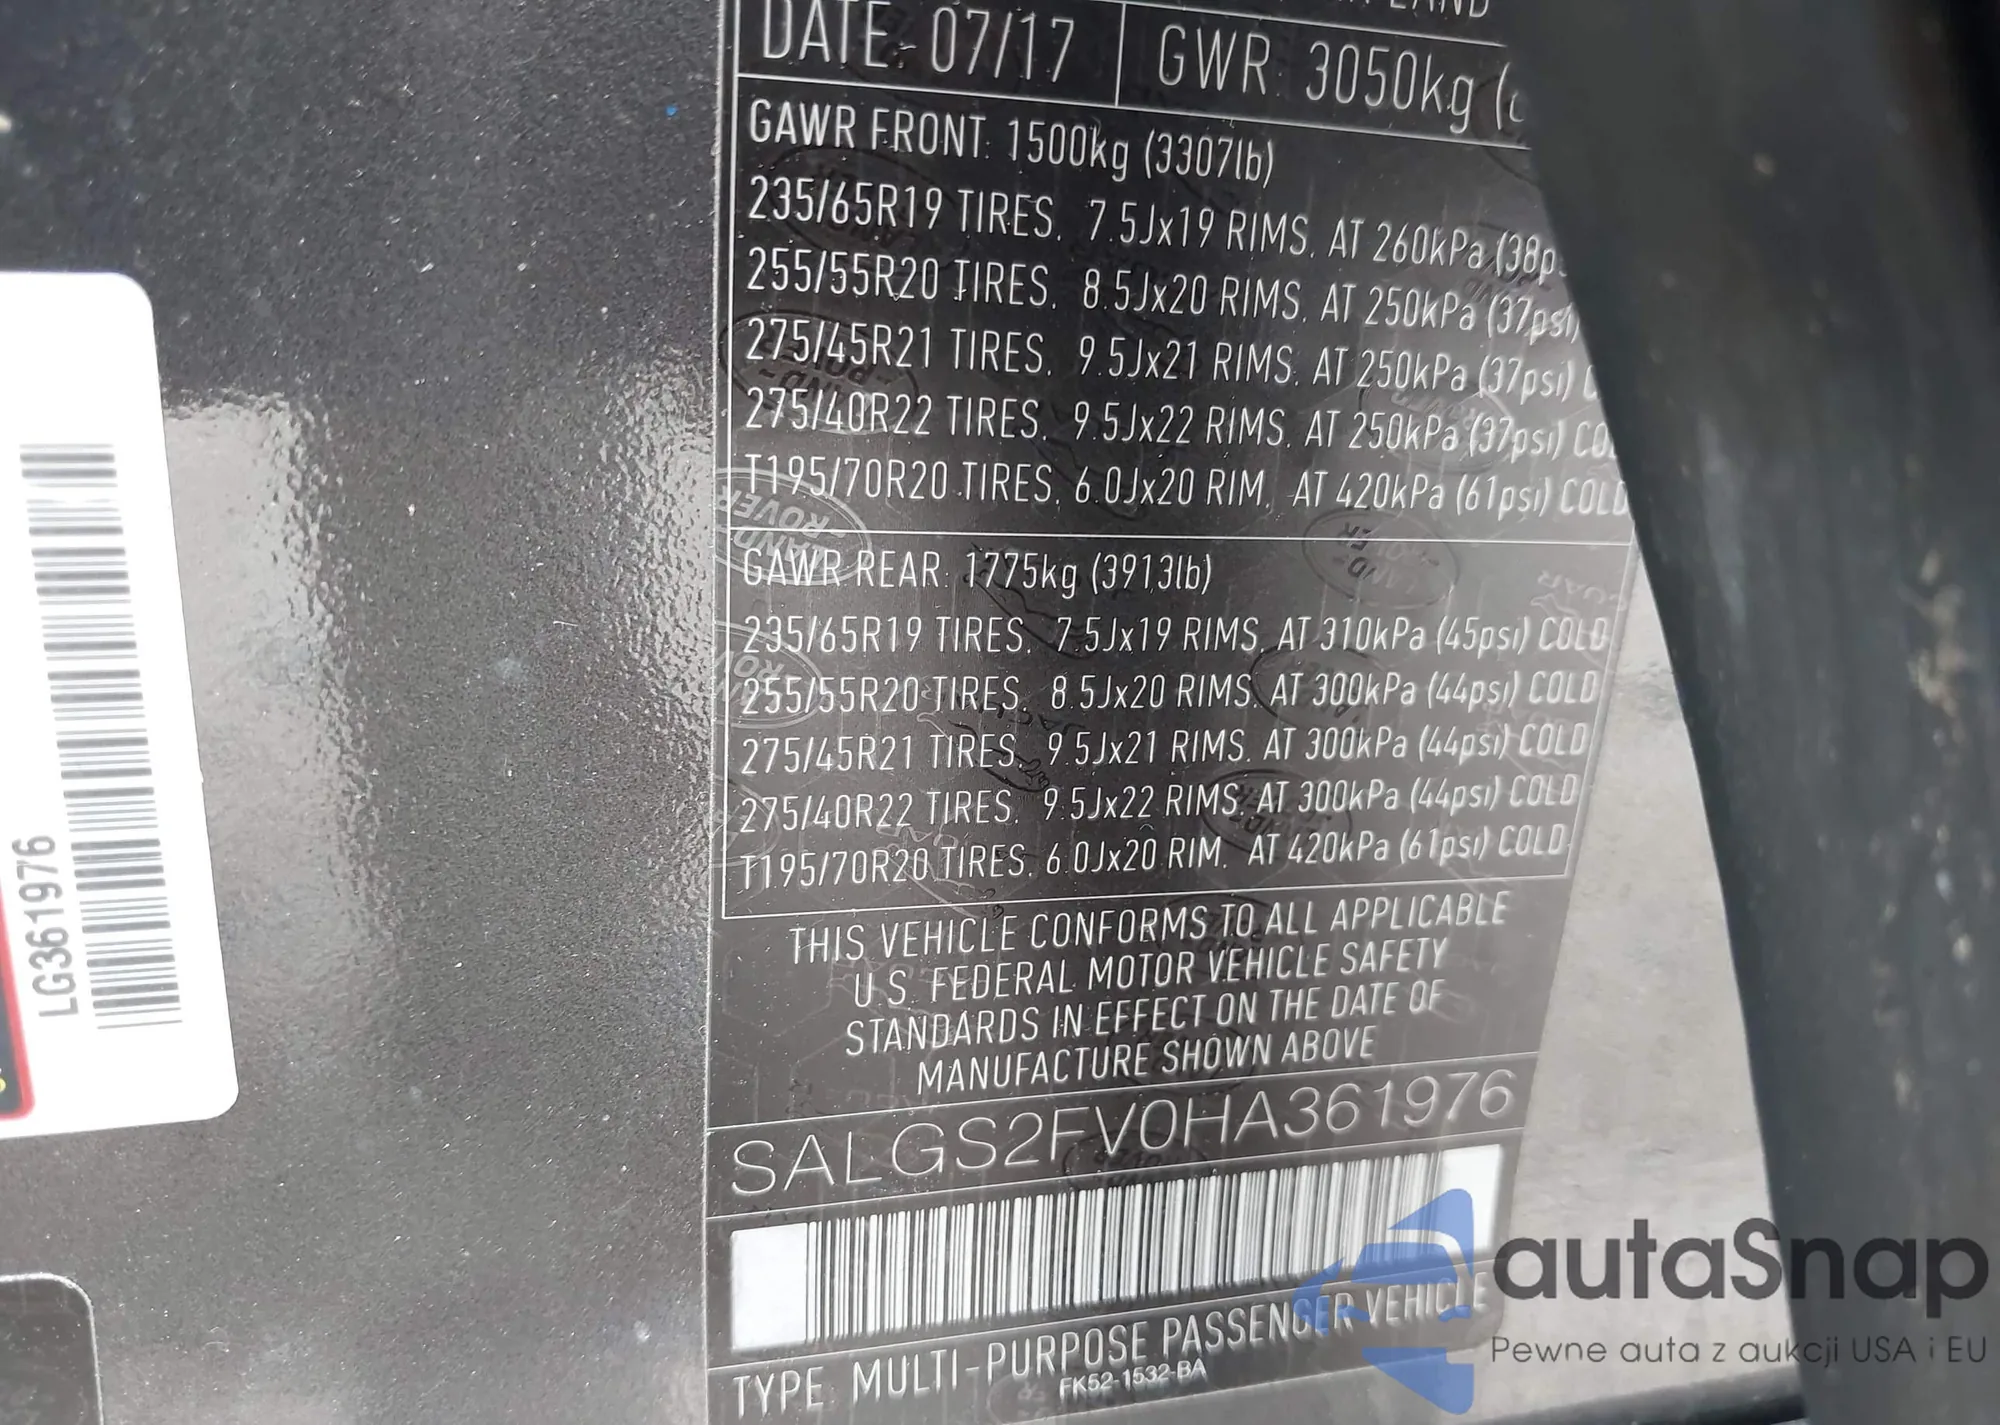 LAND
DATE: 07/17 GWR: 3050kg
GAWR FRONT: 1500kg (3307lb)
235/65R19 TIRES, 7.5Jx19 RIMS, AT 260kPa (38ps
255/55R20 TIRES, 8.5Jx20 RIMS, AT 250kPa (37psi)
275/45R21 TIRES, 9.5Jx21 RIMS, AT 250kPa (37psi) C
275/40R22 TIRES, 9.5Jx22 RIMS, AT 250kPa (37psi) COL
T195/70R20 TIRES, 6.0Jx20 RIM, AT 420kPa (61psi) COLD
GAWR REAR: 1775kg (3913lb)
235/65R19 TIRES, 7.5Jx19 RIMS, AT 310kPa (45psi) COLD
255/55R20 TIRES, 8.5Jx20 RIMS, AT 300kPa (44psi) COLD
275/45R21 TIRES, 9.5Jx21 RIMS, AT 300kPa (44psi) COLD
275/40R22 TIRES, 9.5Jx22 RIMS, AT 300kPa (44psi) COLD
T195/70R20 TIRES, 6.0Jx20 RIM, AT 420kPa (61psi) COLD
THIS VEHICLE CONFORMS TO ALL APPLICABLE
U.S. FEDERAL MOTOR VEHICLE SAFETY
STANDARDS IN EFFECT ON THE DATE OF
MANUFACTURE SHOWN ABOVE
SALGS2FV0HA361976
TYPE: MULTI-PURPOSE PASSENGER VEHICLE
FK52-1532-BA
LG361976
autaSnap
Pewne auta z aukcji USA i EU